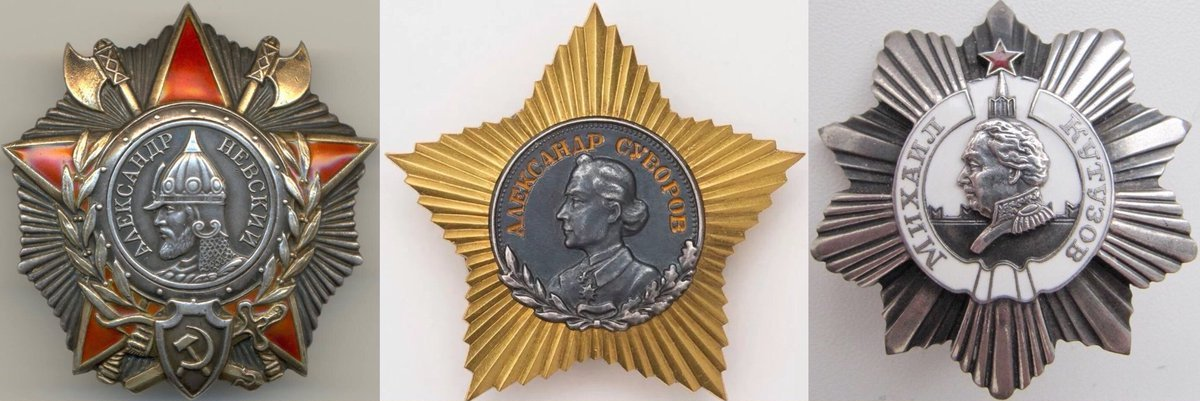 АЛЕКСАНДР НЕВСКИЙ
АЛЕКСАНДР СУВОРОВ
МИХАИЛ КУТУЗОВ